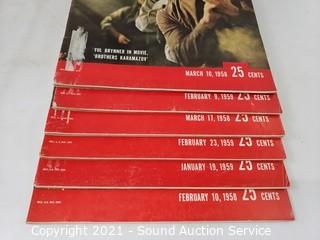 YUL BRYNNER IN MOVIE,
'BROTHERS KARAMAZOV'
MARCH 10, 1958 25 CENTS
FEBRUARY 9, 1959 25 CENTS
MARCH 17, 1958 25 CENTS
FEBRUARY 23, 1959 25 CENTS
JANUARY 19, 1959 25 CENTS
FEBRUARY 10, 1958 25 CENTS
Copyright 2021 - Sound Auction Service